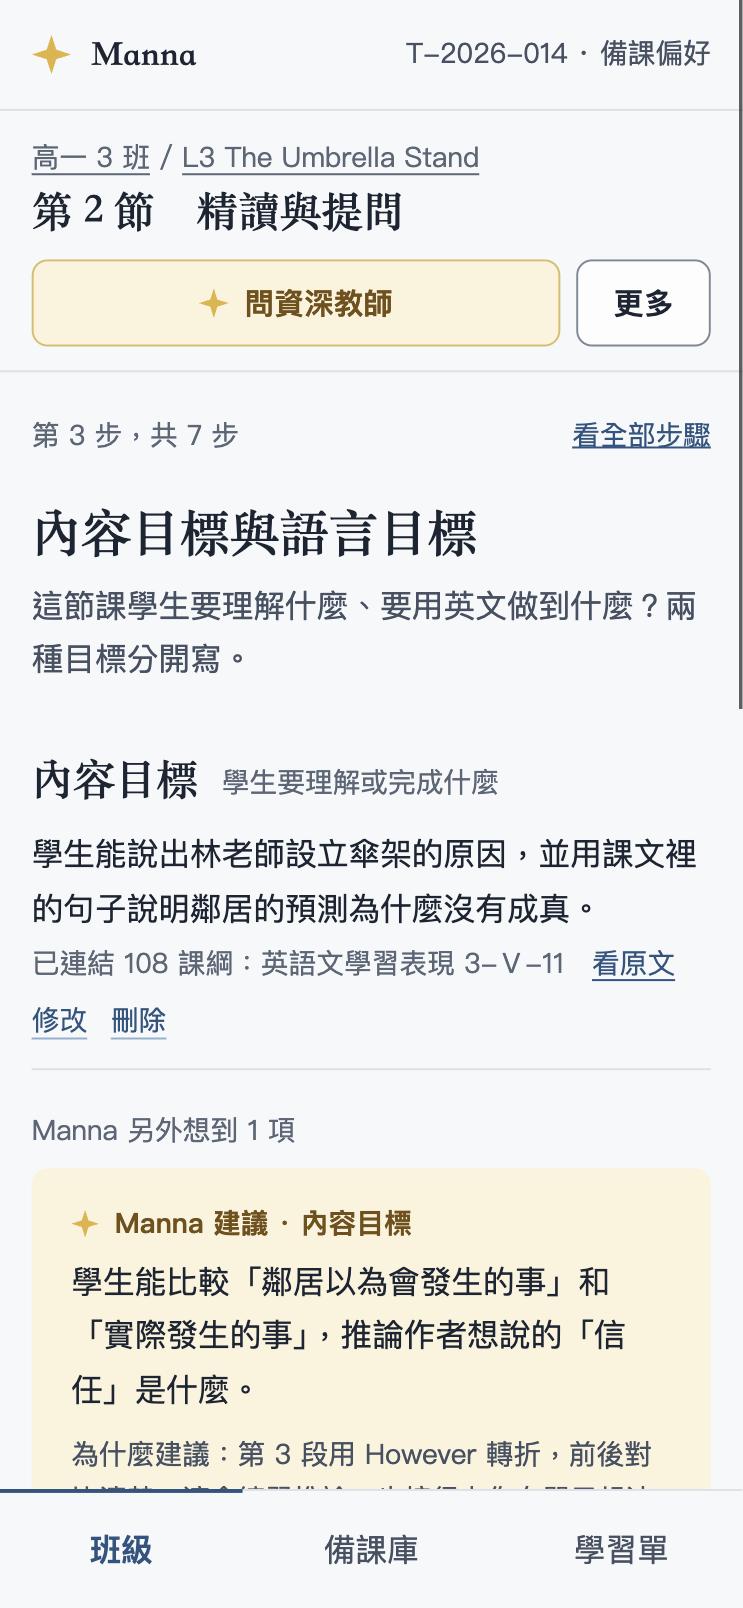 Manna
T-2026-014 · 備課偏好
高一 3 班 / L3 The Umbrella Stand
第 2 節　精讀與提問
問資深教師
更多
第 3 步，共 7 步
看全部步驟
內容目標與語言目標
這節課學生要理解什麼、要用英文做到什麼？兩
種目標分開寫。
內容目標 學生要理解或完成什麼
學生能說出林老師設立傘架的原因，並用課文裡
的句子說明鄰居的預測為什麼沒有成真。
已連結 108 課綱：英語文學習表現 3-Ⅴ-11 看原文
修改 刪除
Manna 另外想到 1 項
Manna 建議 · 內容目標
學生能比較「鄰居以為會發生的事」和
「實際發生的事」，推論作者想說的「信
任」是什麼。
為什麼建議：第 3 段用 However 轉折，前後對
班級
備課庫
學習單